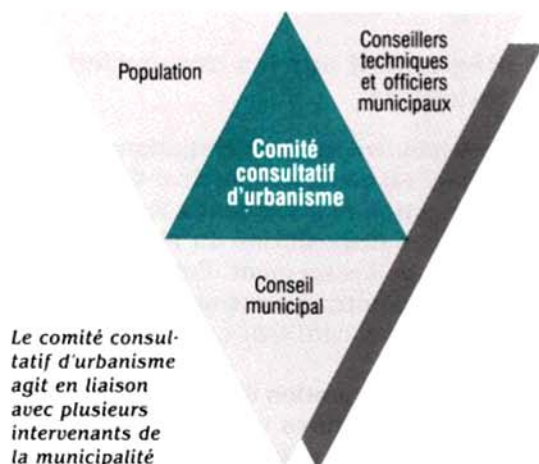 Population
Conseillers
techniques
et officiers
municipaux
Comité
consultatif
d'urbanisme
Conseil
municipal
Le comité consul-
tatif d'urbanisme
agit en liaison
avec plusieurs
intervenants de
la municipalité